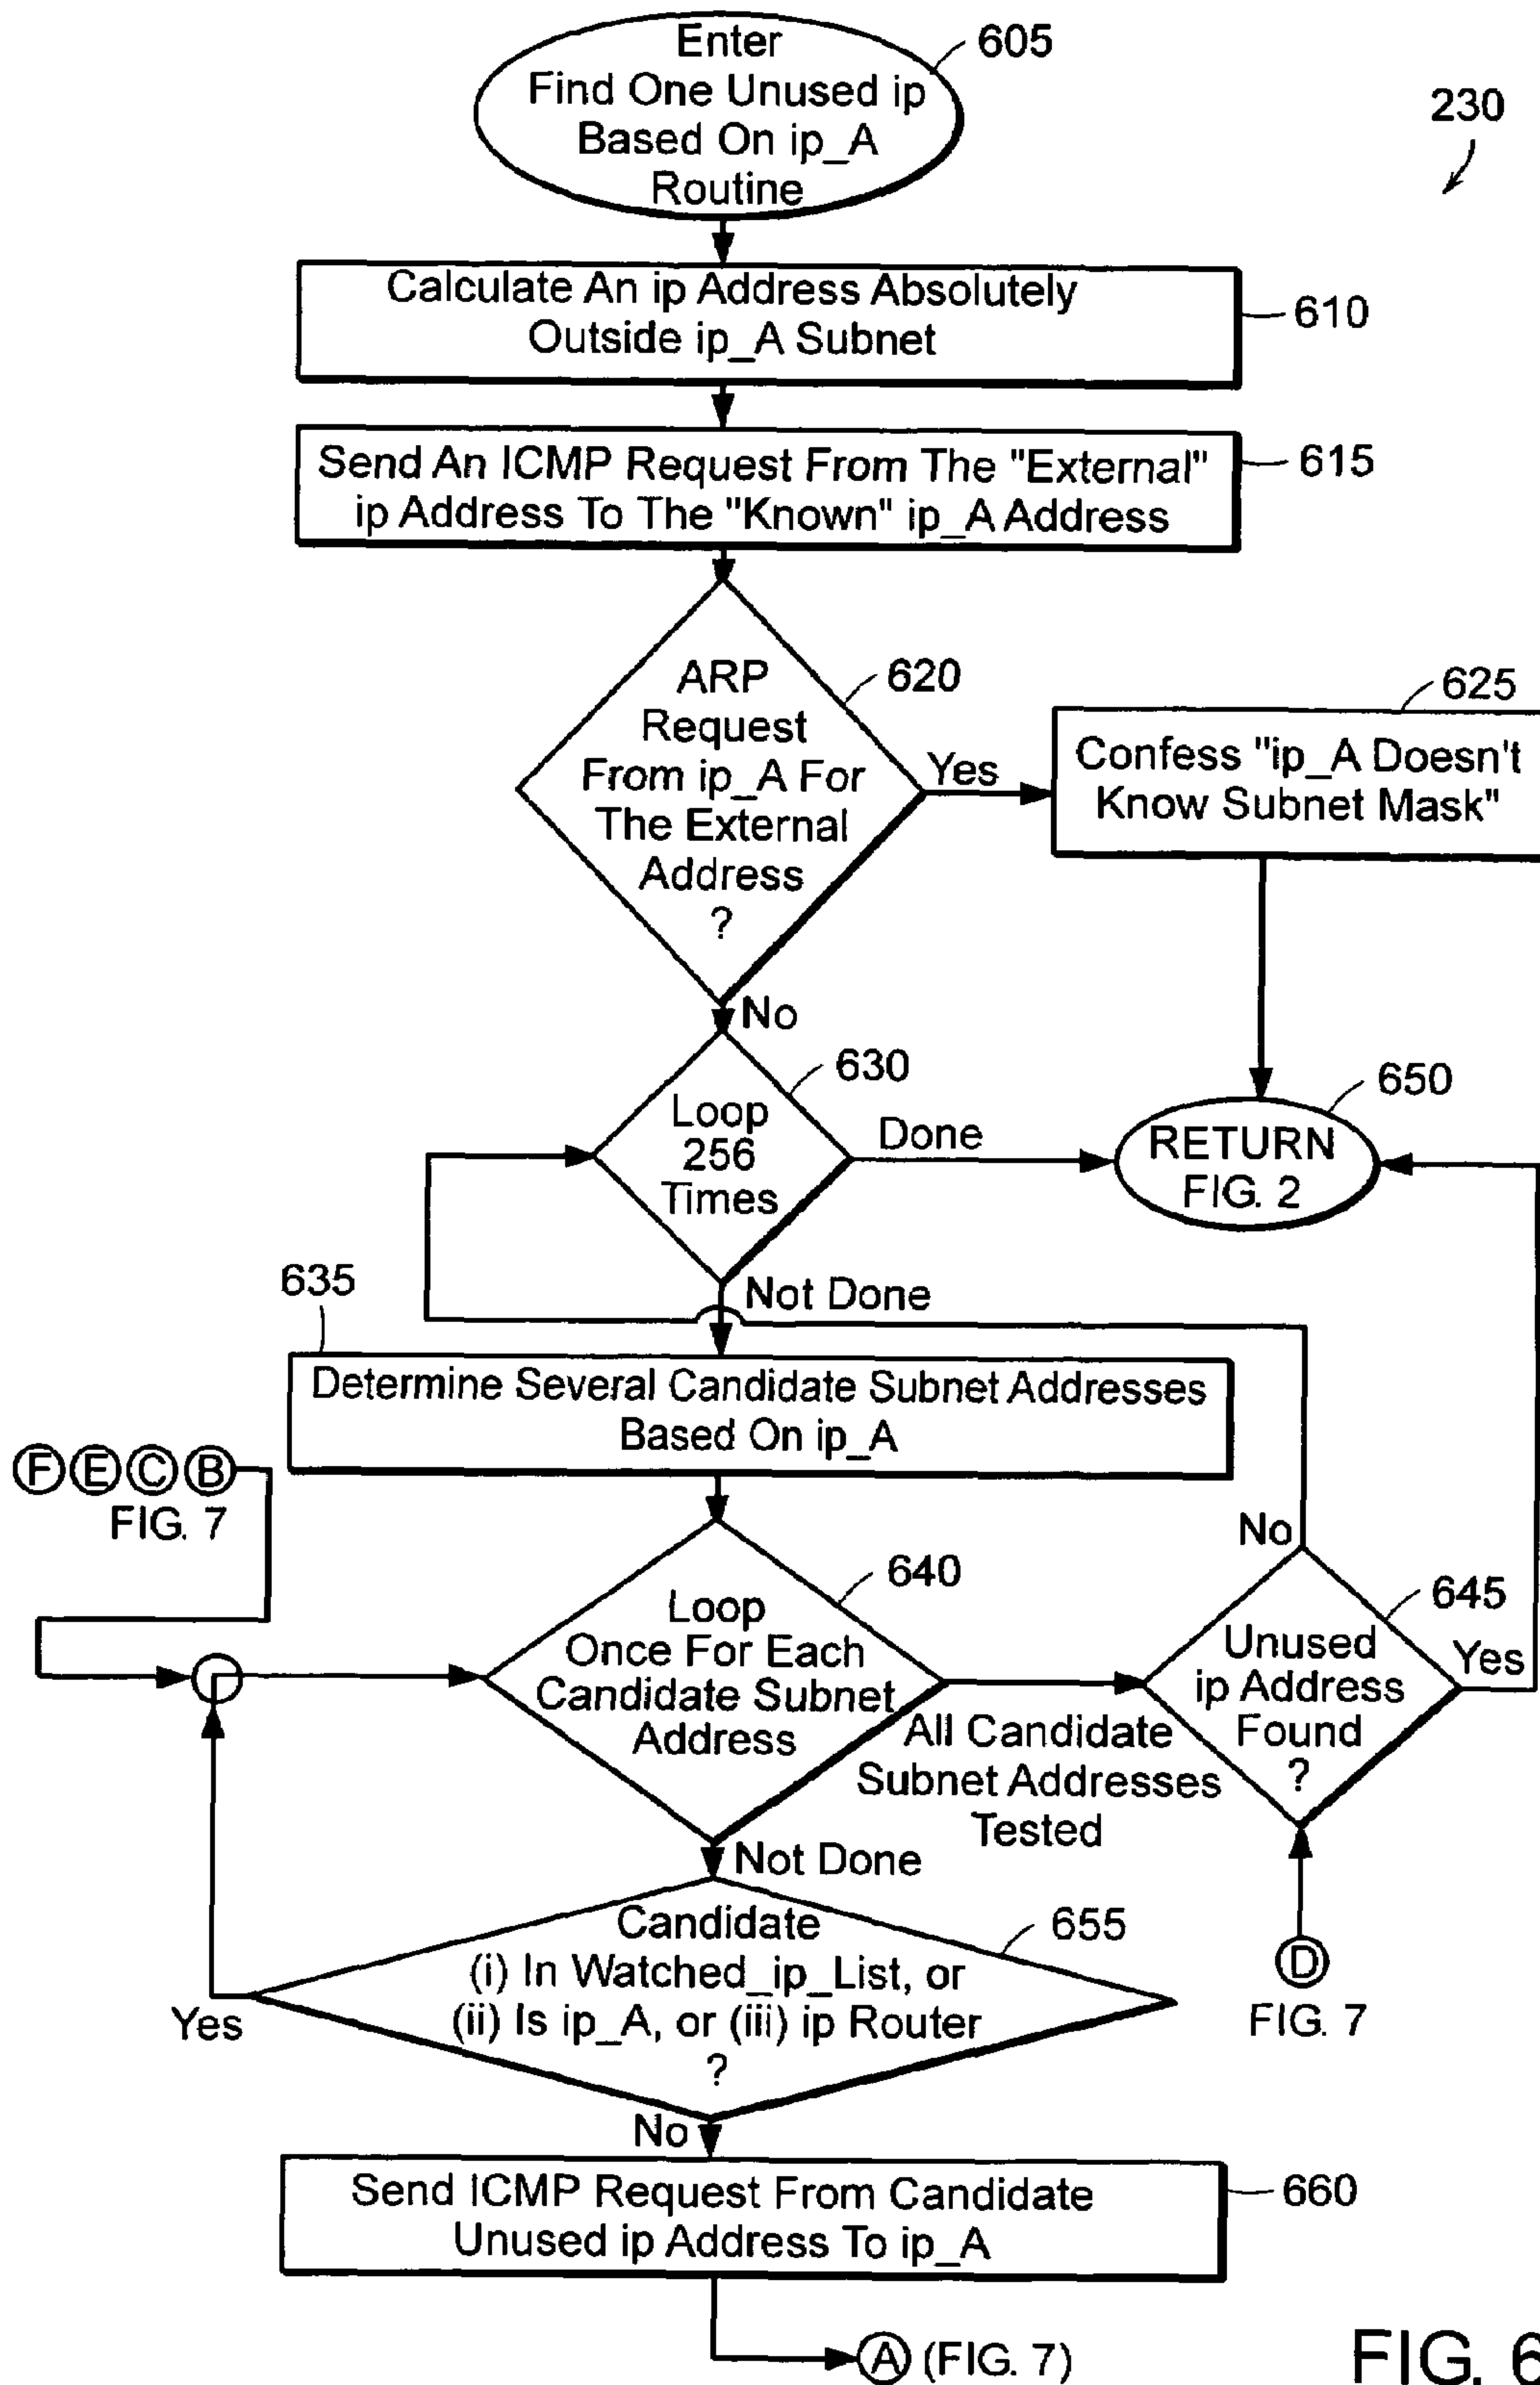 Enter
Find One Unused ip
Based On ip_A
Routine
605
230
Calculate An ip Address Absolutely
Outside ip_A Subnet
610
Send An ICMP Request From The "External"
ip Address To The "Known" ip_A Address
615
ARP
Request
From ip_A For
The External
Address
?
620
Yes
625
Confess "ip_A Doesn't
Know Subnet Mask"
No
Loop
256
Times
630
Done
650
RETURN
FIG. 2
635
Not Done
Determine Several Candidate Subnet Addresses
Based On ip_A
F E C B
FIG. 7
Loop
Once For Each
Candidate Subnet
Address
640
All Candidate
Subnet Addresses
Tested
No
645
Unused
ip Address
Found
?
Yes
D
FIG. 7
Not Done
Candidate
(i) In Watched_ip_List, or
(ii) Is ip_A, or (iii) ip Router
?
655
Yes
No
Send ICMP Request From Candidate
Unused ip Address To ip_A
660
A (FIG. 7)
FIG. 6